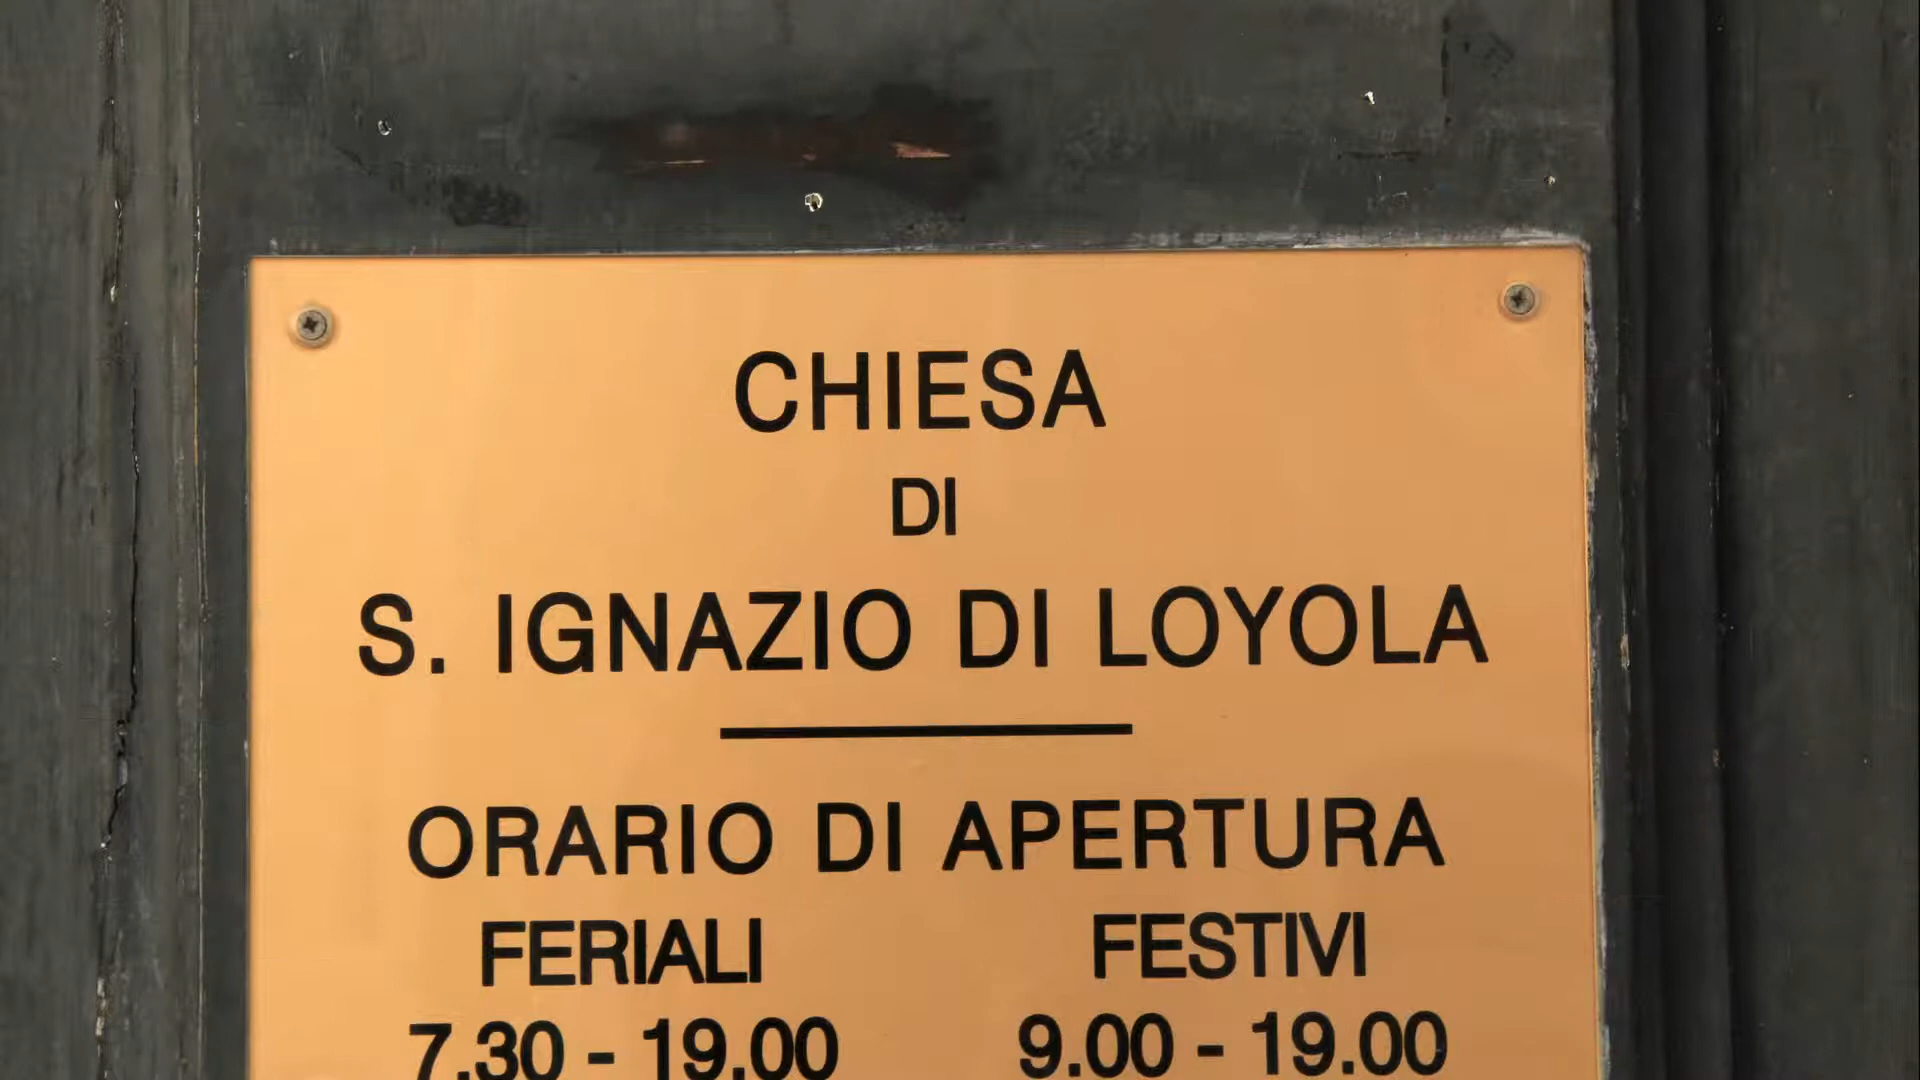 CHIESA
DI
S. IGNAZIO DI LOYOLA
ORARIO DI APERTURA
FERIALI FESTIVI
7.30 - 19.00 9.00 - 19.00